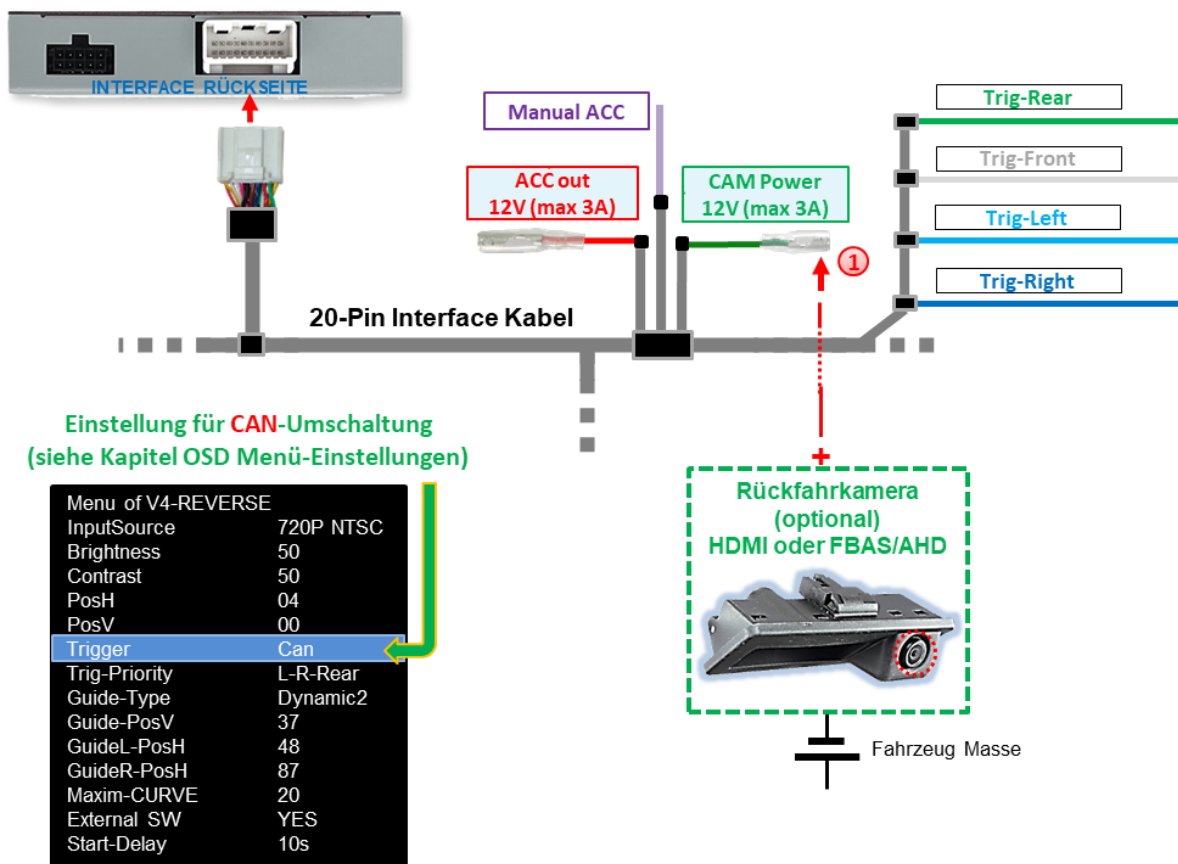 INTERFACE RÜCKSEITE
Manual ACC
ACC out
12V (max 3A)
CAM Power
12V (max 3A)
1
Trig-Rear
Trig-Front
Trig-Left
Trig-Right
20-Pin Interface Kabel
Einstellung für CAN-Umschaltung
(siehe Kapitel OSD Menü-Einstellungen)
Menu of V4-REVERSE
InputSource 720P NTSC
Brightness 50
Contrast 50
PosH 04
PosV 00
Trigger Can
Trig-Priority L-R-Rear
Guide-Type Dynamic2
Guide-PosV 37
GuideL-PosH 48
GuideR-PosH 87
Maxim-CURVE 20
External SW YES
Start-Delay 10s
+
Rückfahrkamera
(optional)
HDMI oder FBAS/AHD
Fahrzeug Masse